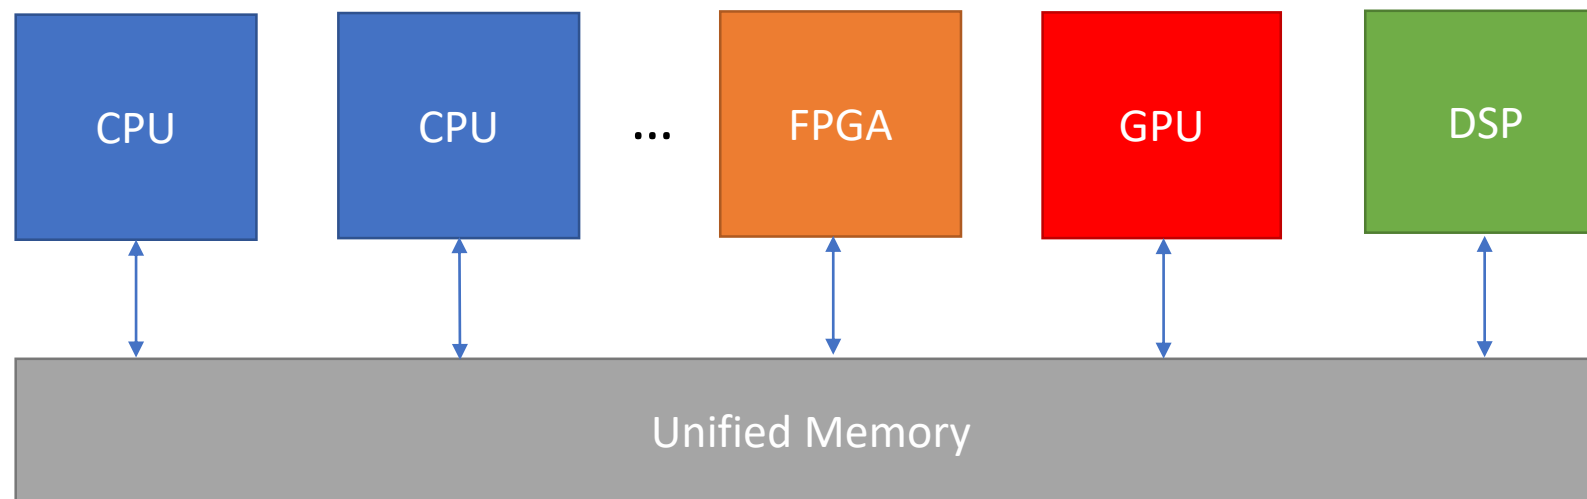 CPU
CPU
...
FPGA
GPU
DSP
Unified Memory